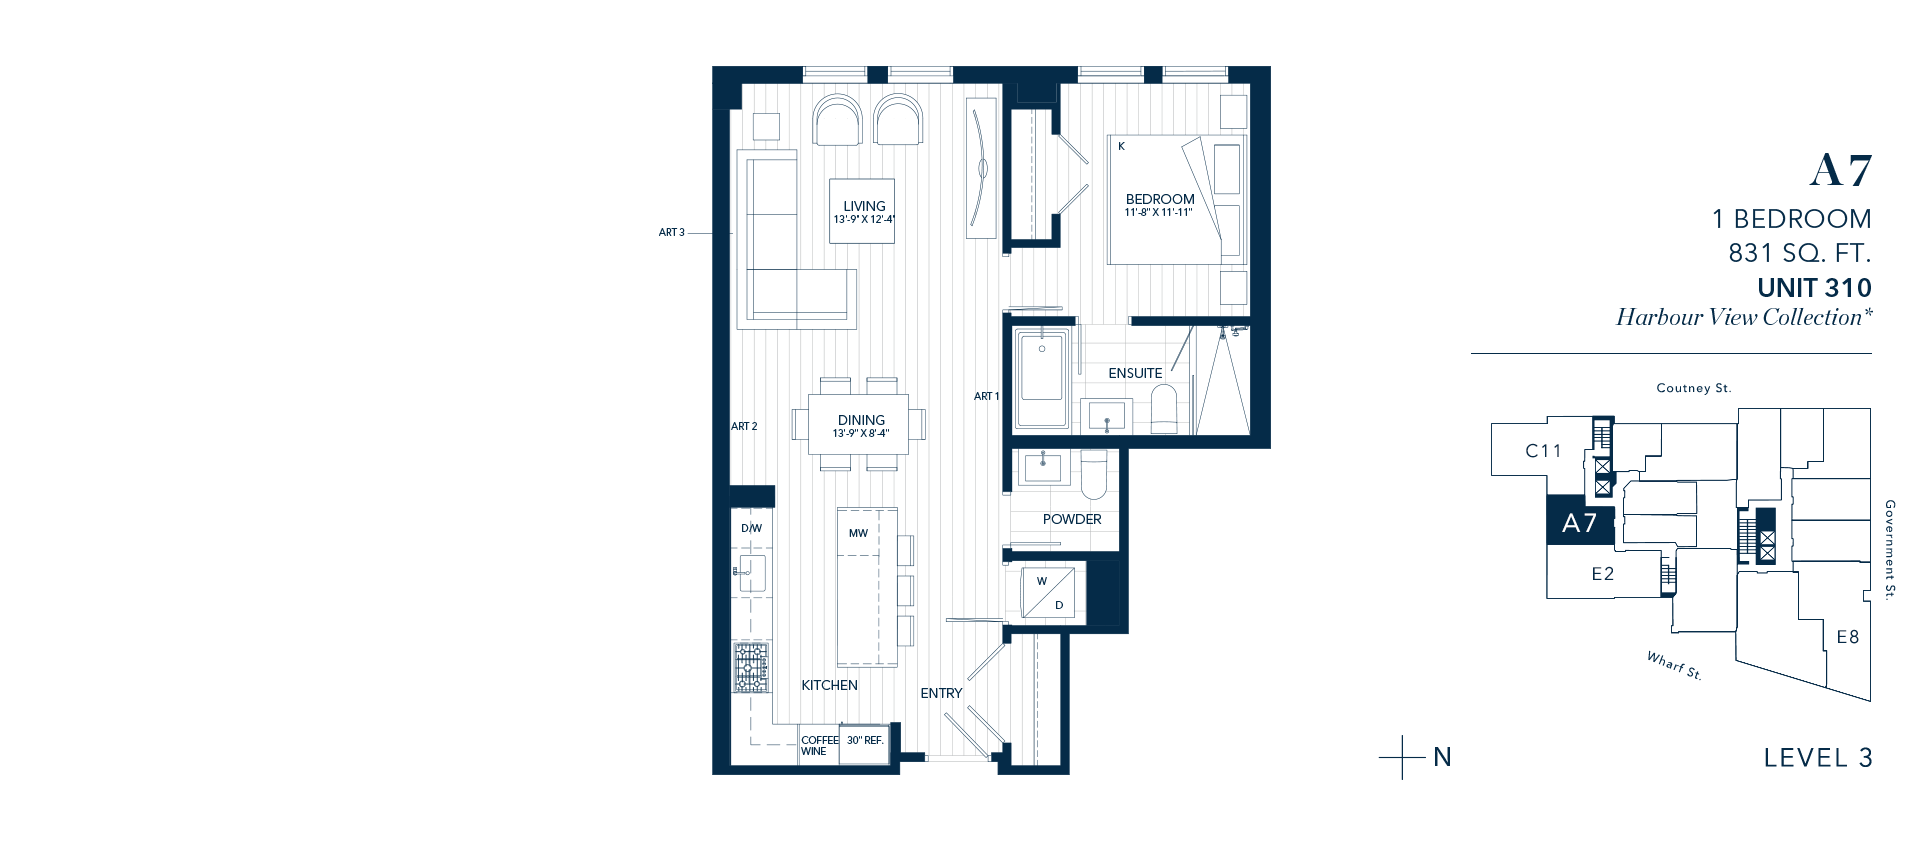 K
BEDROOM
11'-8" X 11'-11"
LIVING
13'-9" X 12'-4"
ART 3
ENSUITE
ART 1
DINING
13'-9" X 8'-4"
ART 2
POWDER
D/W
MW
W
D
KITCHEN
ENTRY
COFFEE
WINE
30" REF.
A7
1 BEDROOM
831 SQ. FT.
UNIT 310
Harbour View Collection*
Coutney St.
C11
A7
E2
E8
Government St.
Wharf St.
N
LEVEL 3